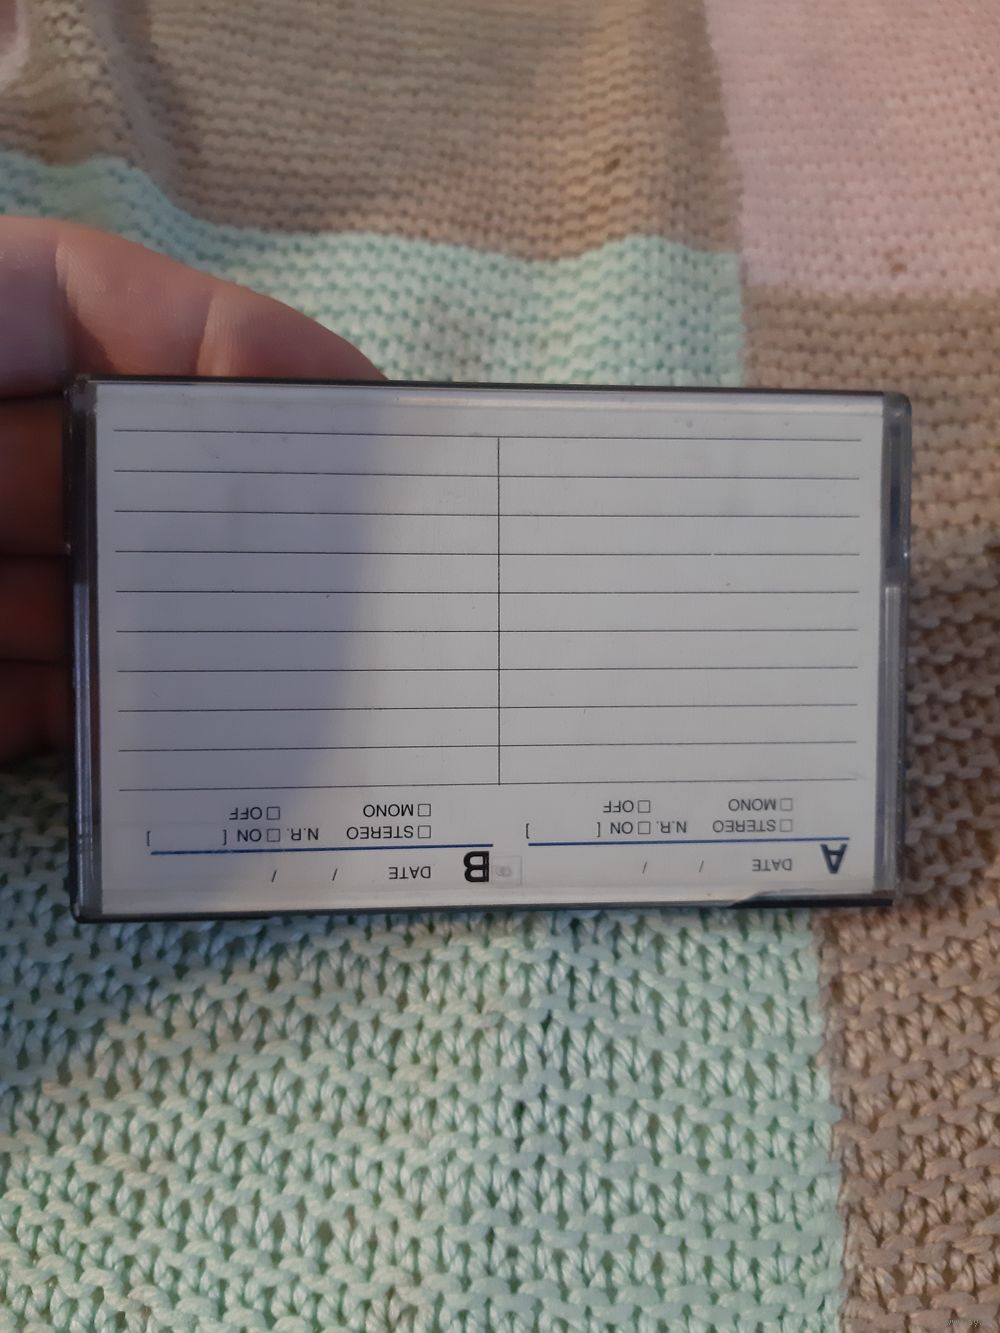 A DATE / /
STEREO N.R. ON [ ]
MONO OFF
B DATE / /
STEREO N.R. ON [ ]
MONO OFF